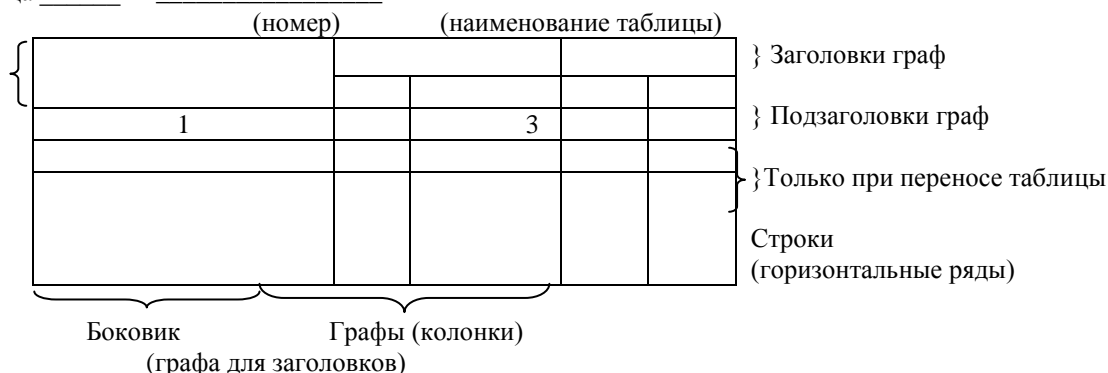 (номер) (наименование таблицы)
} Заголовки граф
1 3
} Подзаголовки граф
}Только при переносе таблицы
Строки
(горизонтальные ряды)
Боковик Графы (колонки)
(графа для заголовков)